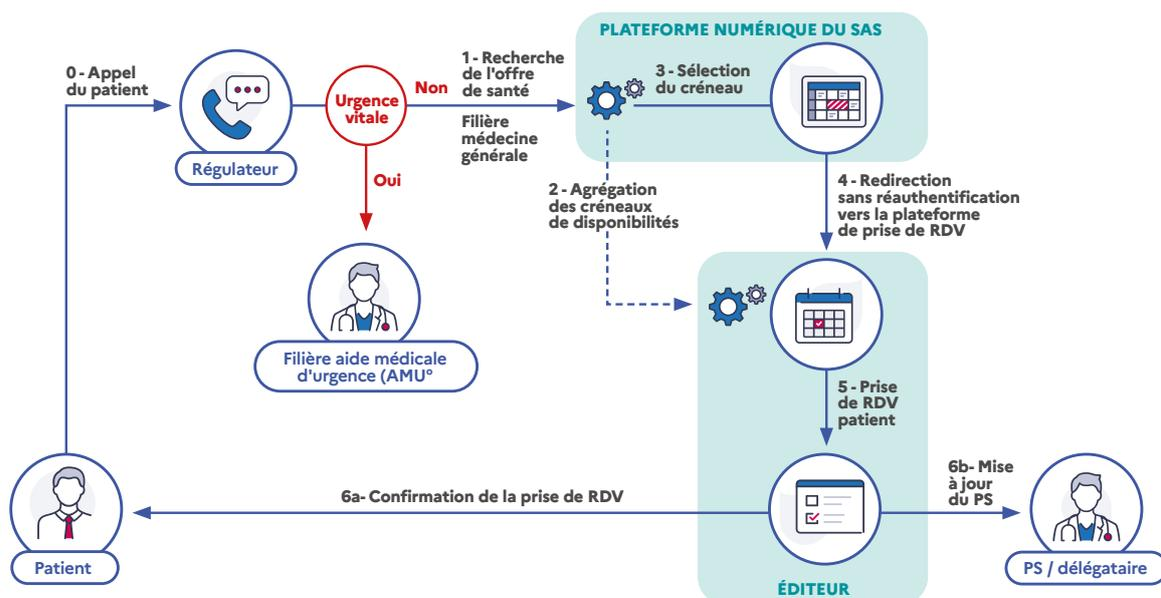 PLATEFORME NUMÉRIQUE DU SAS
0 - Appel
du patient
Régulateur
Urgence
vitale
Non
Oui
1 - Recherche
de l'offre
de santé
Filière
médecine
générale
3 - Sélection
du créneau
2 - Agrégation
des créneaux
de disponibilités
4 - Redirection
sans réauthentification
vers la plateforme
de prise de RDV
Filière aide médicale
d'urgence (AMU°
5 - Prise
de RDV
patient
6a- Confirmation de la prise de RDV
6b- Mise
à jour
du PS
Patient
PS / délégataire
ÉDITEUR